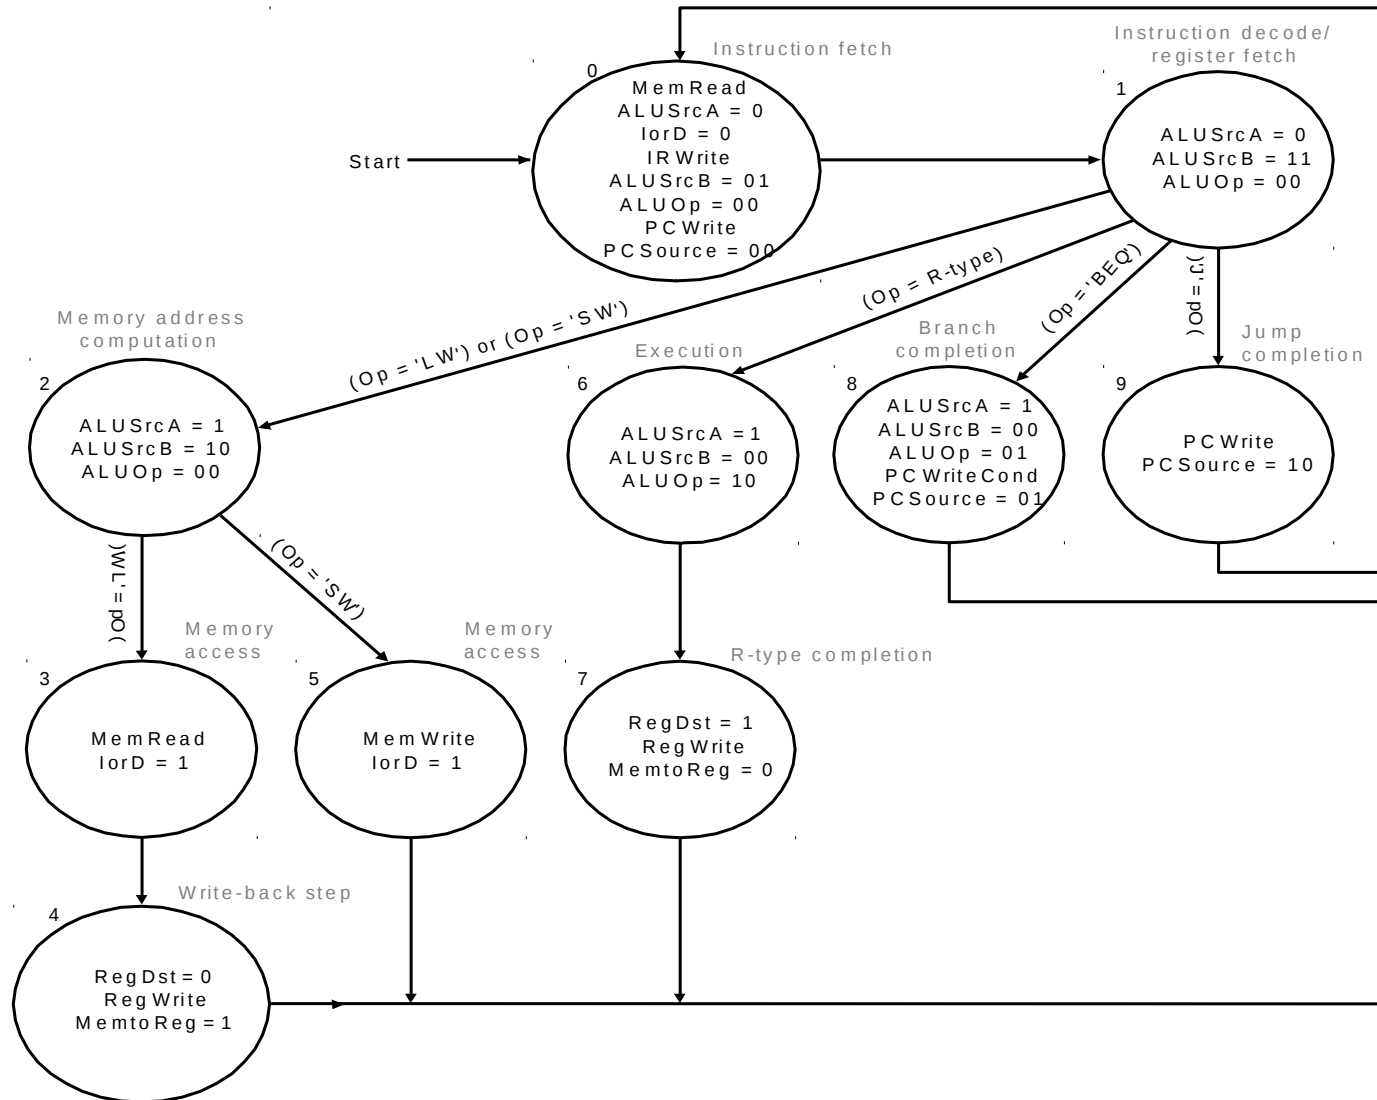 Instruction fetch
Instruction decode/
register fetch
0
MemRead
ALUSrcA = 0
IorD = 0
IRWrite
ALUSrcB = 01
ALUOp = 00
PCWrite
PCSource = 00
1
ALUSrcA = 0
ALUSrcB = 11
ALUOp = 00
Start
(Op = 'LW') or (Op = 'SW')
(Op = R-type)
(Op = 'BEQ')
(Op = 'J')
Memory address
computation
Execution
Branch
completion
Jump
completion
2
ALUSrcA = 1
ALUSrcB = 10
ALUOp = 00
6
ALUSrcA = 1
ALUSrcB = 00
ALUOp = 10
8
ALUSrcA = 1
ALUSrcB = 00
ALUOp = 01
PCWriteCond
PCSource = 01
9
PCWrite
PCSource = 10
(Op = 'LW')
(Op = 'SW')
Memory
access
Memory
access
R-type completion
3
MemRead
IorD = 1
5
MemWrite
IorD = 1
7
RegDst = 1
RegWrite
MemtoReg = 0
Write-back step
4
RegDst = 0
RegWrite
MemtoReg = 1